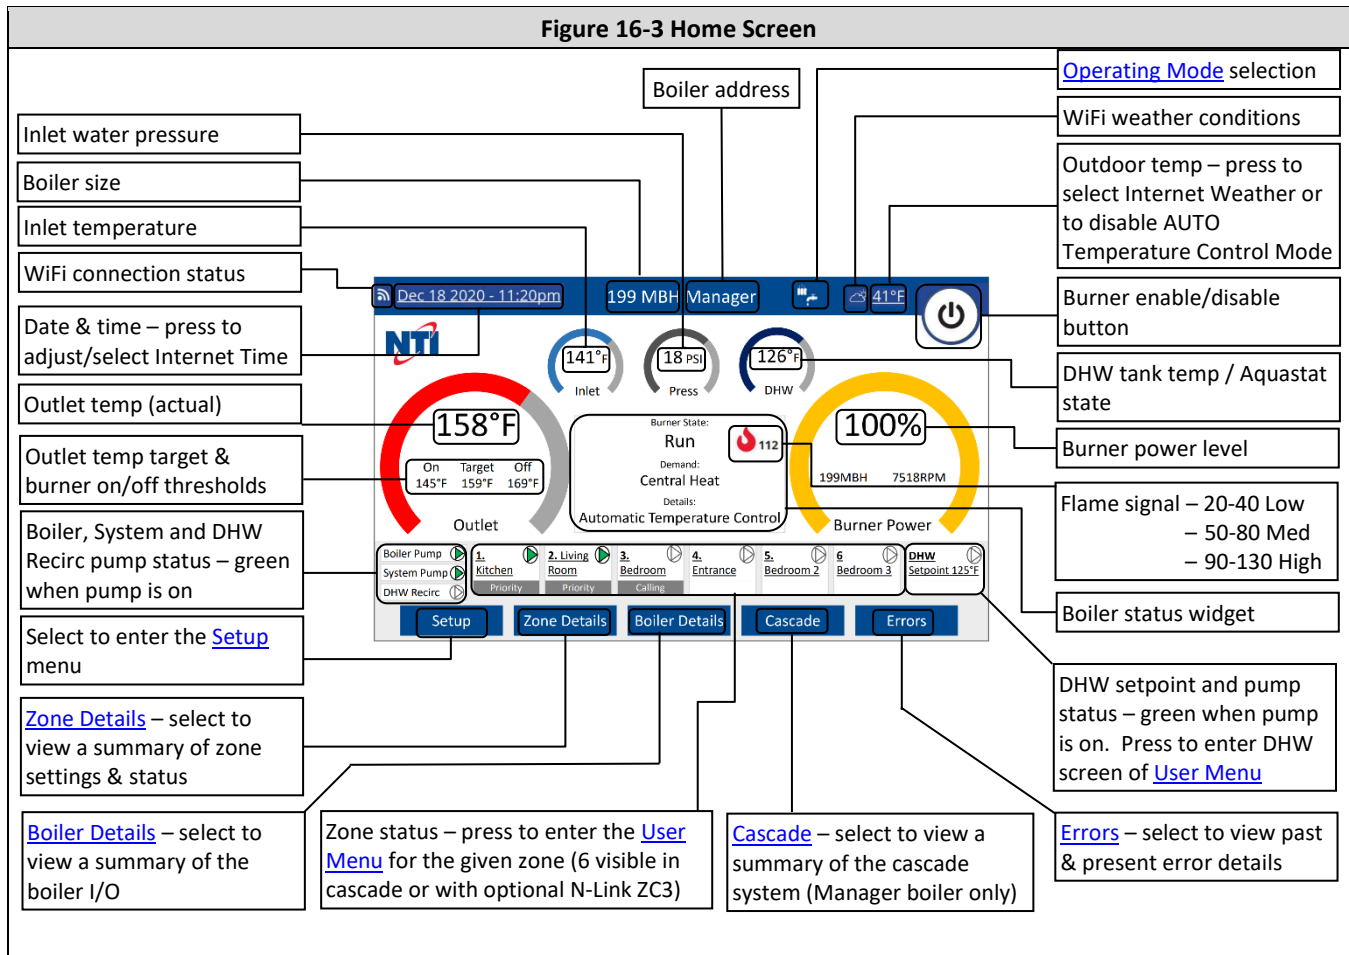 Figure 16-3 Home Screen
Boiler address
Operating Mode selection
WiFi weather conditions
Outdoor temp – press to
select Internet Weather or
to disable AUTO
Temperature Control Mode
Burner enable/disable
button
DHW tank temp / Aquastat
state
Burner power level
Flame signal – 20-40 Low
– 50-80 Med
– 90-130 High
Boiler status widget
DHW setpoint and pump
status – green when pump
is on.  Press to enter DHW
screen of User Menu
Errors – select to view past
& present error details
Inlet water pressure
Boiler size
Inlet temperature
WiFi connection status
Date & time – press to
adjust/select Internet Time
Outlet temp (actual)
Outlet temp target &
burner on/off thresholds
Boiler, System and DHW
Recirc pump status – green
when pump is on
Select to enter the Setup
menu
Zone Details – select to
view a summary of zone
settings & status
Boiler Details – select to
view a summary of the
boiler I/O
Zone status – press to enter the User
Menu for the given zone (6 visible in
cascade or with optional N-Link ZC3)
Cascade – select to view a
summary of the cascade
system (Manager boiler only)
Dec 18 2020 - 11:20pm
199 MBH Manager
41°F
NTI
141°F
Inlet
18 PSI
Press
126°F
DHW
158°F
On Target Off
145°F 159°F 169°F
Outlet
Burner State:
Run
112
Demand:
Central Heat
Details:
Automatic Temperature Control
100%
199MBH 7518RPM
Burner Power
Boiler Pump
System Pump
DHW Recirc
1.
Kitchen
Priority
2. Living
Room
Priority
3.
Bedroom
Calling
4.
Entrance
5.
Bedroom 2
6
Bedroom 3
DHW
Setpoint 125°F
Setup
Zone Details
Boiler Details
Cascade
Errors